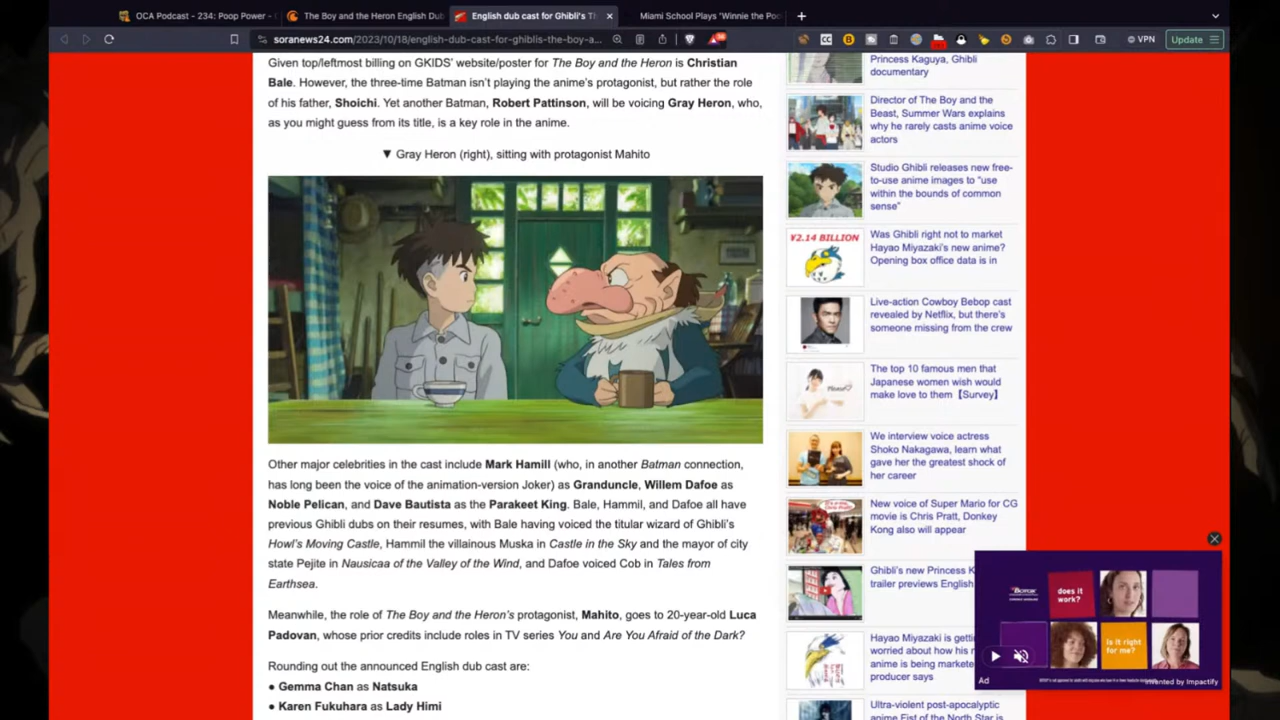 OCA Podcast - 234: Poop Power -
The Boy and the Heron English Dub
English dub cast for Ghibli's Th
Miami School Plays "Winnie the Poo
soranews24.com/2023/10/18/english-dub-cast-for-ghiblis-the-boy-a...
VPN
Update
Given top/leftmost billing on GKIDS' website/poster for The Boy and the Heron is Christian
Bale. However, the three-time Batman isn't playing the anime's protagonist, but rather the role
of his father, Shoichi. Yet another Batman, Robert Pattinson, will be voicing Gray Heron, who,
as you might guess from its title, is a key role in the anime.
▼ Gray Heron (right), sitting with protagonist Mahito
Other major celebrities in the cast include Mark Hamill (who, in another Batman connection,
has long been the voice of the animation-version Joker) as Granduncle, Willem Dafoe as
Noble Pelican, and Dave Bautista as the Parakeet King. Bale, Hammil, and Dafoe all have
previous Ghibli dubs on their resumes, with Bale having voiced the titular wizard of Ghibli's
Howl's Moving Castle, Hammil the villainous Muska in Castle in the Sky and the mayor of city
state Pejite in Nausicaa of the Valley of the Wind, and Dafoe voiced Cob in Tales from
Earthsea.
Meanwhile, the role of The Boy and the Heron's protagonist, Mahito, goes to 20-year-old Luca
Padovan, whose prior credits include roles in TV series You and Are You Afraid of the Dark?
Rounding out the announced English dub cast are:
● Gemma Chan as Natsuka
● Karen Fukuhara as Lady Himi
Princess Kaguya, Ghibli
documentary
Director of The Boy and the
Beast, Summer Wars explains
why he rarely casts anime voice
actors
Studio Ghibli releases new free-
to-use anime images to "use
within the bounds of common
sense"
¥2.14 BILLION
Was Ghibli right not to market
Hayao Miyazaki's new anime?
Opening box office data is in
Live-action Cowboy Bebop cast
revealed by Netflix, but there's
someone missing from the crew
The top 10 famous men that
Japanese women wish would
make love to them【Survey】
We interview voice actress
Shoko Nakagawa, learn what
gave her the greatest shock of
her career
New voice of Super Mario for CG
movie is Chris Pratt, Donkey
Kong also will appear
Ghibli's new Princess K
trailer previews English
Hayao Miyazaki is getti
worried about how his n
anime is being markete
producer says
Ultra-violent post-apocalyptic
anime Fist of the North Star is
BOTOX
does it
work?
is it right
for me?
Ad
Invented by Impactify